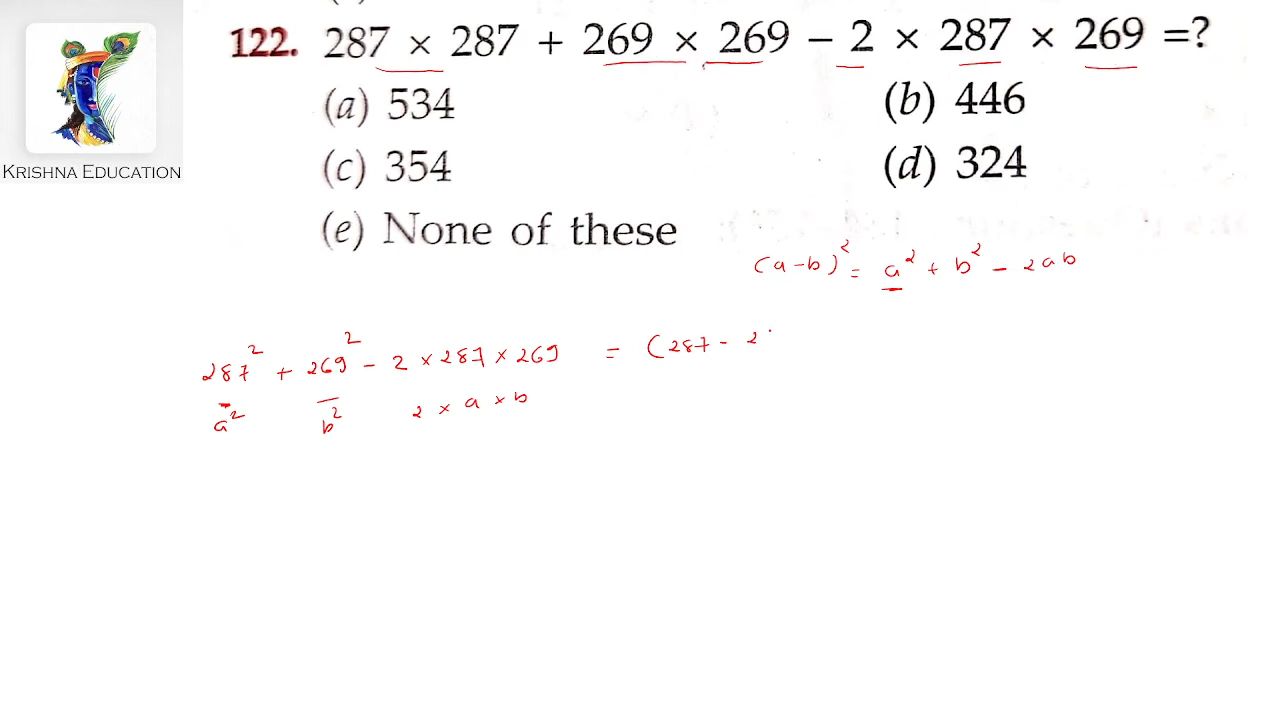 122. 287 × 287 + 269 × 269 – 2 × 287 × 269 =?
(a) 534 (b) 446
(c) 354 (d) 324
(e) None of these
KRISHNA EDUCATION
(a-b)² = a² + b² - 2ab
287² + 269² - 2 × 287 × 269 = (287 - 2
a² b² 2 × a × b